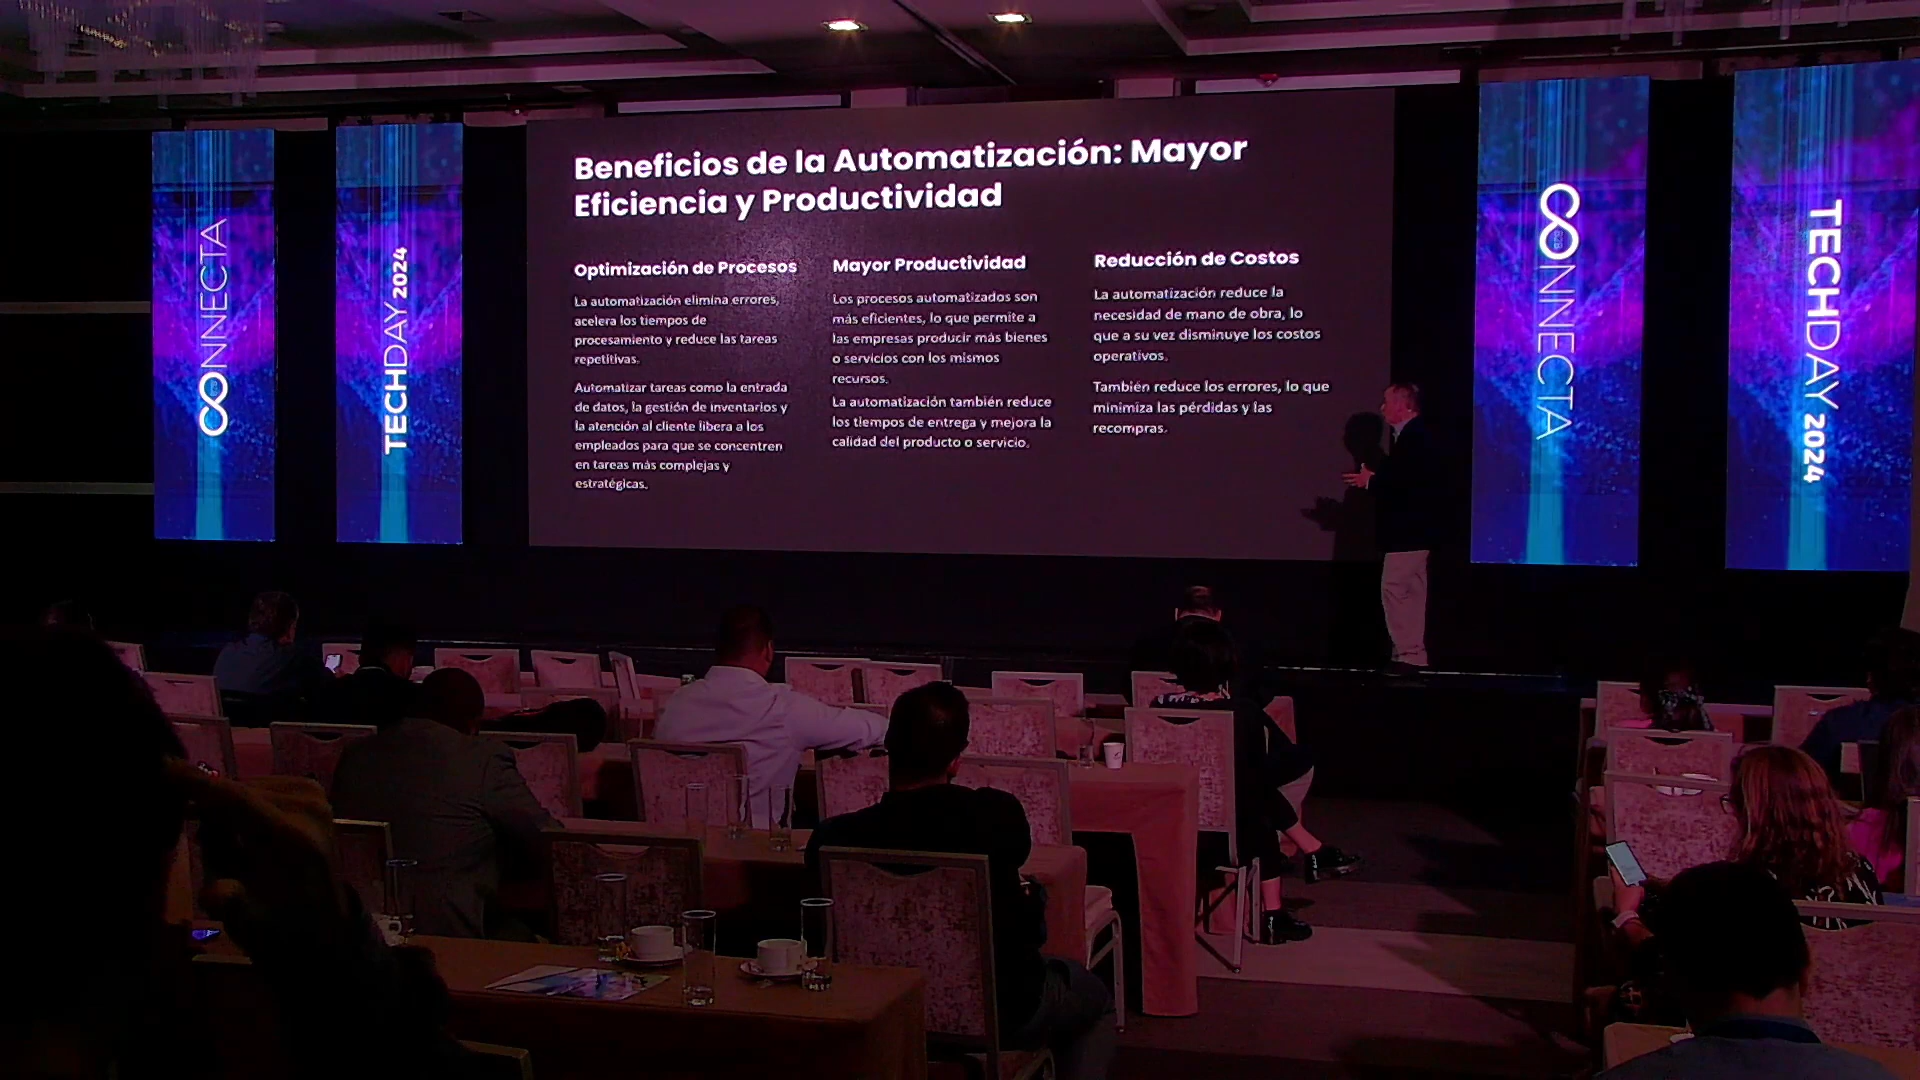 CONNECTA
TECHDAY 2024
Beneficios de la Automatización: Mayor
Eficiencia y Productividad
Optimización de Procesos
La automatización elimina errores,
acelera los tiempos de
procesamiento y reduce las tareas
repetitivas.
Automatizar tareas como la entrada
de datos, la gestión de inventarios y
la atención al cliente libera a los
empleados para que se concentren
en tareas más complejas y
estratégicas.
Mayor Productividad
Los procesos automatizados son
más eficientes, lo que permite a
las empresas producir más bienes
o servicios con los mismos
recursos.
La automatización también reduce
los tiempos de entrega y mejora la
calidad del producto o servicio.
Reducción de Costos
La automatización reduce la
necesidad de mano de obra, lo
que a su vez disminuye los costos
operativos.
También reduce los errores, lo que
minimiza las pérdidas y las
recompras.
CONNECTA
TECHDAY 2024